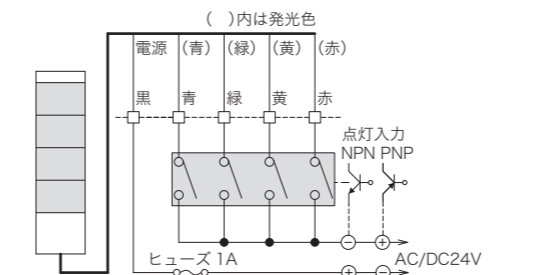 (　)内は発光色
電源 (青) (緑) (黄) (赤)
黒 青 緑 黄 赤
点灯入力
NPN PNP
− +
ヒューズ 1A
AC/DC24V
+ −